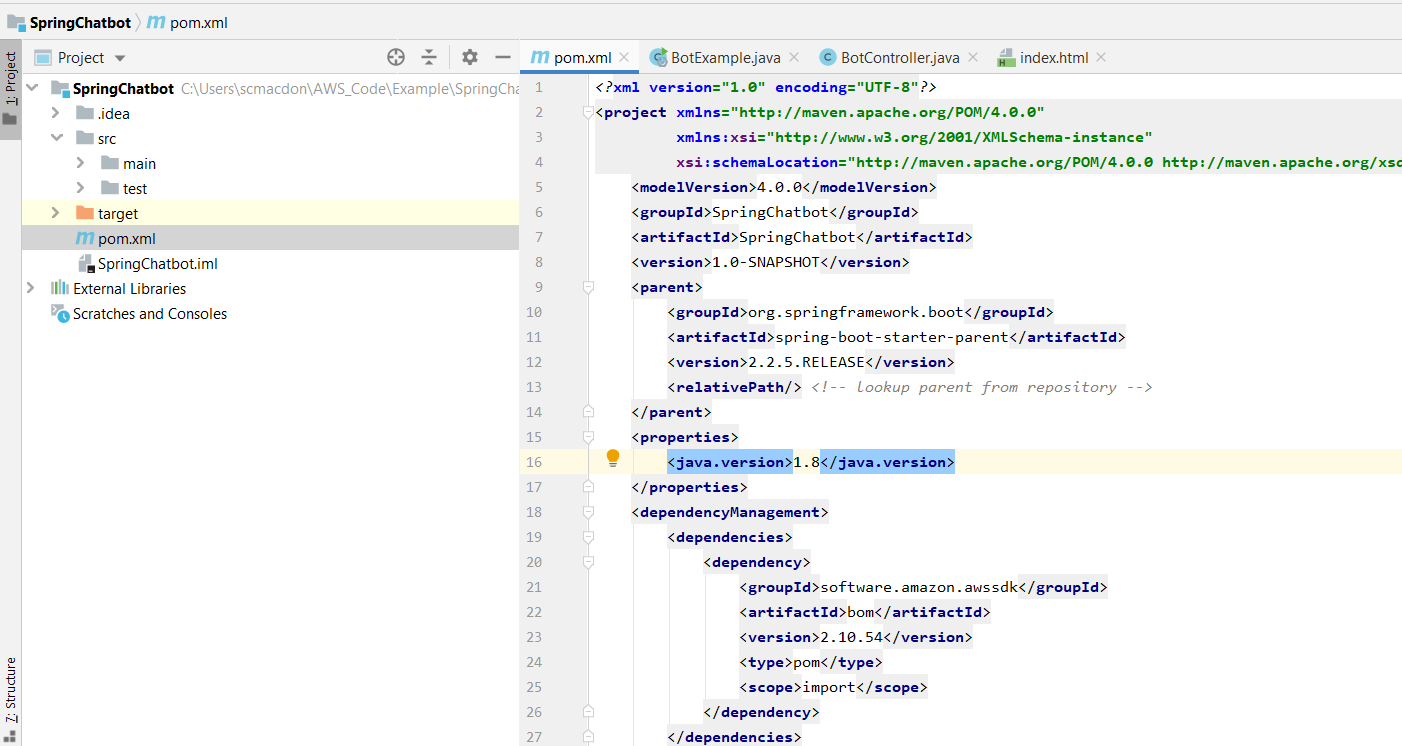 SpringChatbot pom.xml
1: Project
Project
SpringChatbot C:\Users\scmacdon\AWS_Code\Example\SpringCha
.idea
src
main
test
target
pom.xml
SpringChatbot.iml
External Libraries
Scratches and Consoles
Z: Structure
pom.xml BotExample.java BotController.java index.html
1 <?xml version="1.0" encoding="UTF-8"?>
2 <project xmlns="http://maven.apache.org/POM/4.0.0"
3 xmlns:xsi="http://www.w3.org/2001/XMLSchema-instance"
4 xsi:schemaLocation="http://maven.apache.org/POM/4.0.0 http://maven.apache.org/xsd
5 <modelVersion>4.0.0</modelVersion>
6 <groupId>SpringChatbot</groupId>
7 <artifactId>SpringChatbot</artifactId>
8 <version>1.0-SNAPSHOT</version>
9 <parent>
10 <groupId>org.springframework.boot</groupId>
11 <artifactId>spring-boot-starter-parent</artifactId>
12 <version>2.2.5.RELEASE</version>
13 <relativePath/> <!-- lookup parent from repository -->
14 </parent>
15 <properties>
16 <java.version>1.8</java.version>
17 </properties>
18 <dependencyManagement>
19 <dependencies>
20 <dependency>
21 <groupId>software.amazon.awssdk</groupId>
22 <artifactId>bom</artifactId>
23 <version>2.10.54</version>
24 <type>pom</type>
25 <scope>import</scope>
26 </dependency>
27 </dependencies>